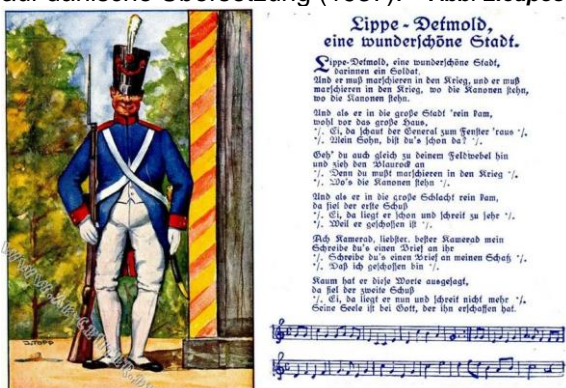 dänische Übersetzung
Lippe-Detmold,
eine wunderschöne Stadt.
Lippe-Detmold, eine wunderschöne Stadt,
darinnen ein Soldat.
Und er muß marschieren in den Krieg, und er muß
marschieren in den Krieg, wo die Kanonen stehn,
wo die Kanonen stehn.
Und als er in die große Stadt 'rein kam,
wohl vor das große Haus,
·/. Ei, da schaut der General zum Fenster 'raus ·/.
·/. Mein Sohn, bist du's schon da? ·/.
Geh' du auch gleich zu deinem Feldwebel hin
und zieh den Blaurock an
·/. Denn du mußt marschieren in den Krieg ·/.
·/. Wo's die Kanonen stehn ·/.
Und als er in die große Schlacht rein kam,
da fiel der erste Schuß
·/. Ei, da liegt er schon und schreit so sehr ·/.
·/. Weil er geschossen ist ·/.
Ach Kamerad, liebster, bester Kamerad mein
Schreibe du's einen Brief an ihr
·/. Schreibe du's einen Brief an meinen Schatz ·/.
·/. Daß ich geschossen bin ·/.
Kaum hat er diese Worte ausgesagt,
da fiel der zweite Schuß
·/. Ei, da liegt er nun und schreit nicht mehr ·/.
Seine Seele ist bei Gott, der ihn erschaffen hat.